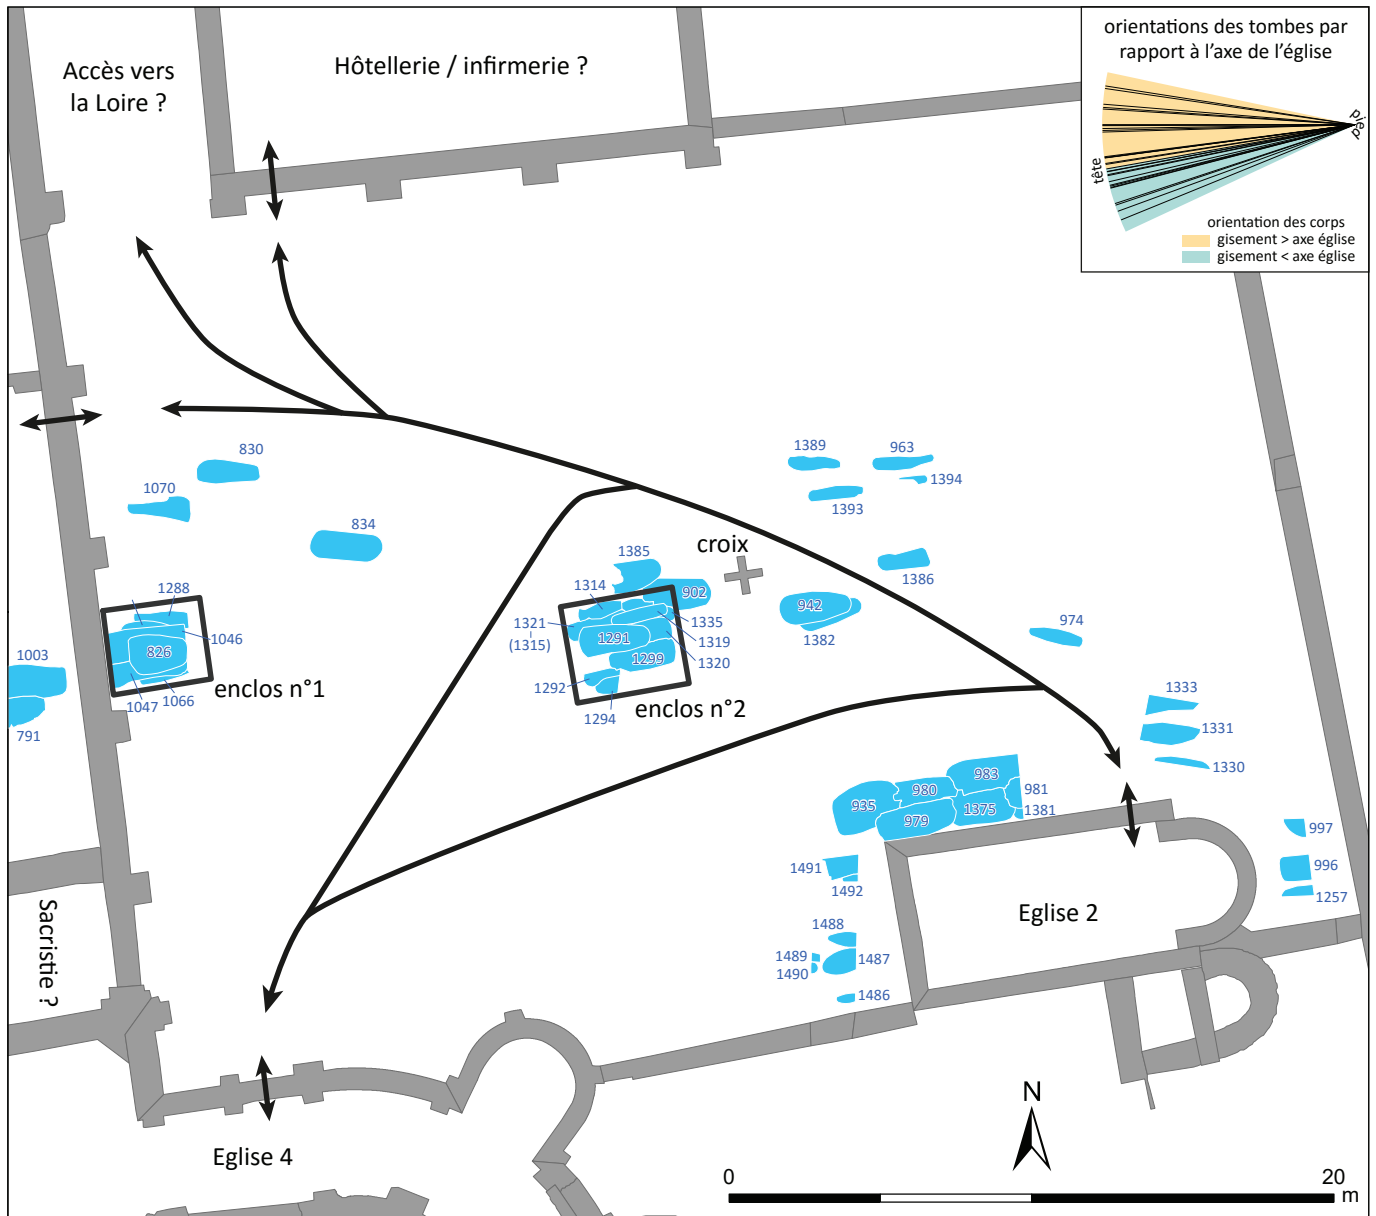 orientations des tombes par
rapport à l'axe de l'église
pied
tête
orientation des corps
gisement > axe église
gisement < axe église
Accès vers
la Loire ?
Hôtellerie / infirmerie ?
830
1070
834
1389
963
1394
1393
croix
1386
1385
1314
902
942
1382
974
1288
1046
826
1047
1066
enclos n°1
1003
791
1321
(1315)
1291
1335
1319
1320
1299
1292
1294
enclos n°2
1333
1331
1330
983
980
981
935
979
1375
1381
997
996
1257
1491
1492
1488
1489
1487
1490
1486
Eglise 2
Sacristie ?
Eglise 4
N
0
20
m